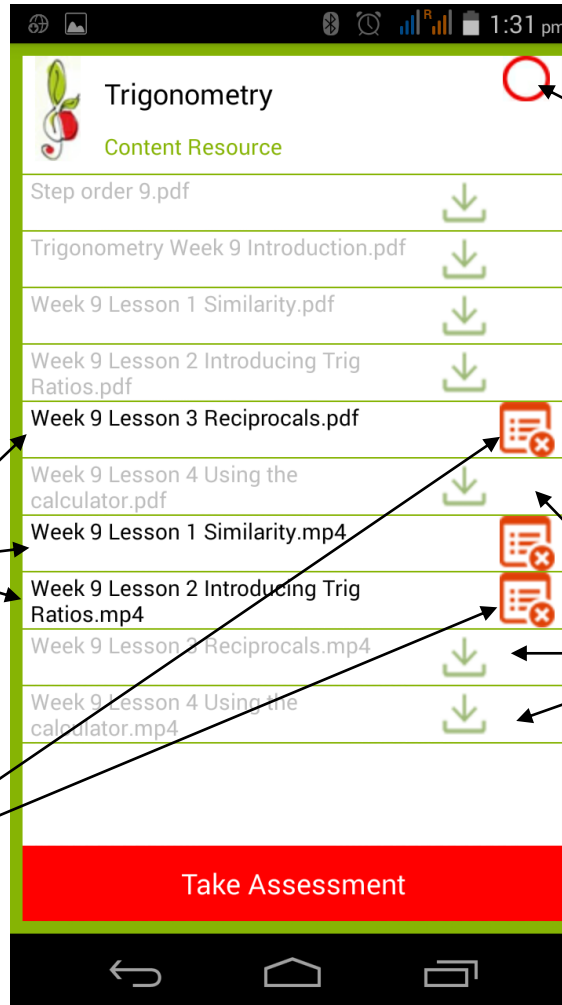 R
1:31 pm
Trigonometry
Content Resource
Step order 9.pdf
Trigonometry Week 9 Introduction.pdf
Week 9 Lesson 1 Similarity.pdf
Week 9 Lesson 2 Introducing Trig
Ratios.pdf
Week 9 Lesson 3 Reciprocals.pdf
Week 9 Lesson 4 Using the
calculator.pdf
Week 9 Lesson 1 Similarity.mp4
Week 9 Lesson 2 Introducing Trig
Ratios.mp4
Week 9 Lesson 3 Reciprocals.mp4
Week 9 Lesson 4 Using the
calculator.mp4
Take Assessment